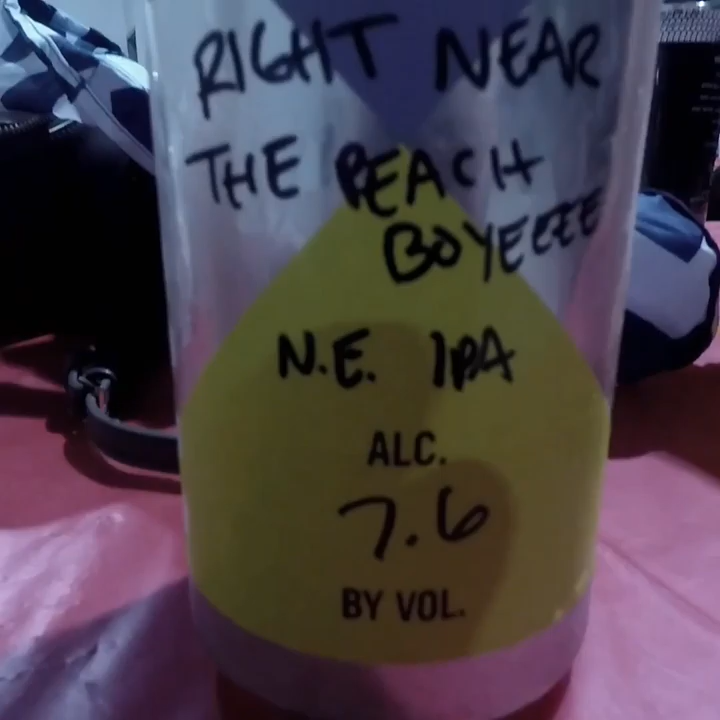 RIGHT NEAR
THE BEACH
BOYEEEE
N.E. IPA
ALC.
7.6
BY VOL.